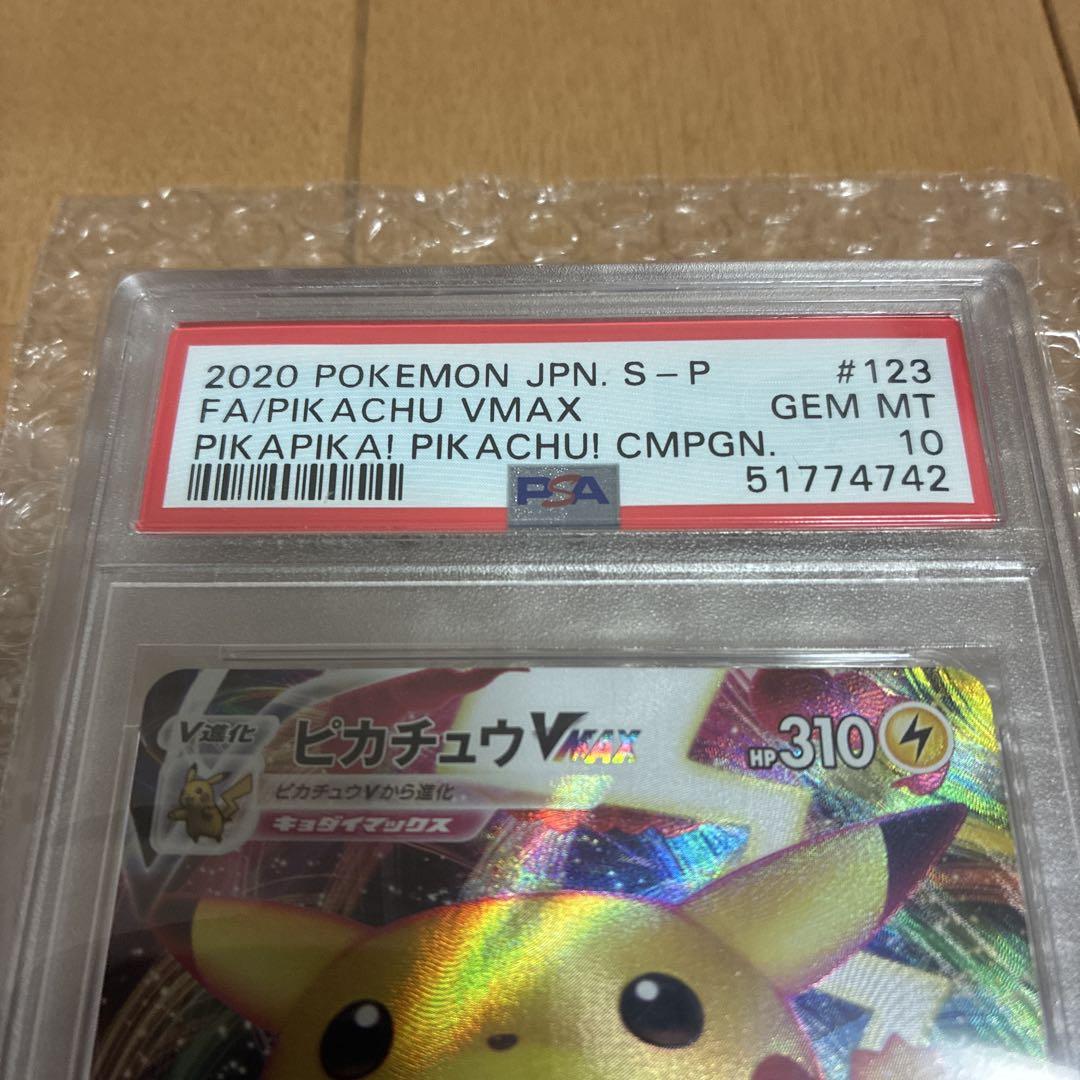 2020 POKEMON JPN. S-P #123
FA/PIKACHU VMAX GEM MT
PIKAPIKA! PIKACHU! CMPGN. 10
PSA 51774742
V進化 ピカチュウVMAX HP310
ピカチュウVから進化
キョダイマックス